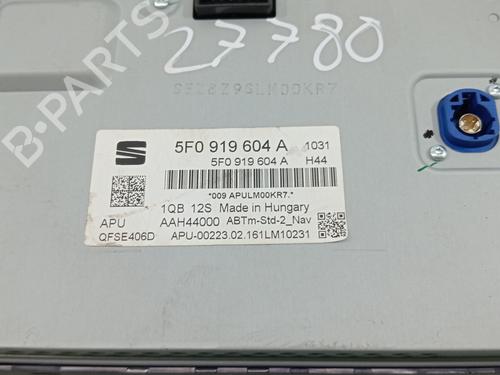 27780
SEZ8Z9SLM00KR7
5F0 919 604 A 1031
5F0 919 604 A H44
*009 APULM00KR7.*
1QB 12S Made in Hungary
APU AAH44000 ABTm-Std-2_Nav
QFSE406D APU-00223.02.161LM10231
B-PARTS